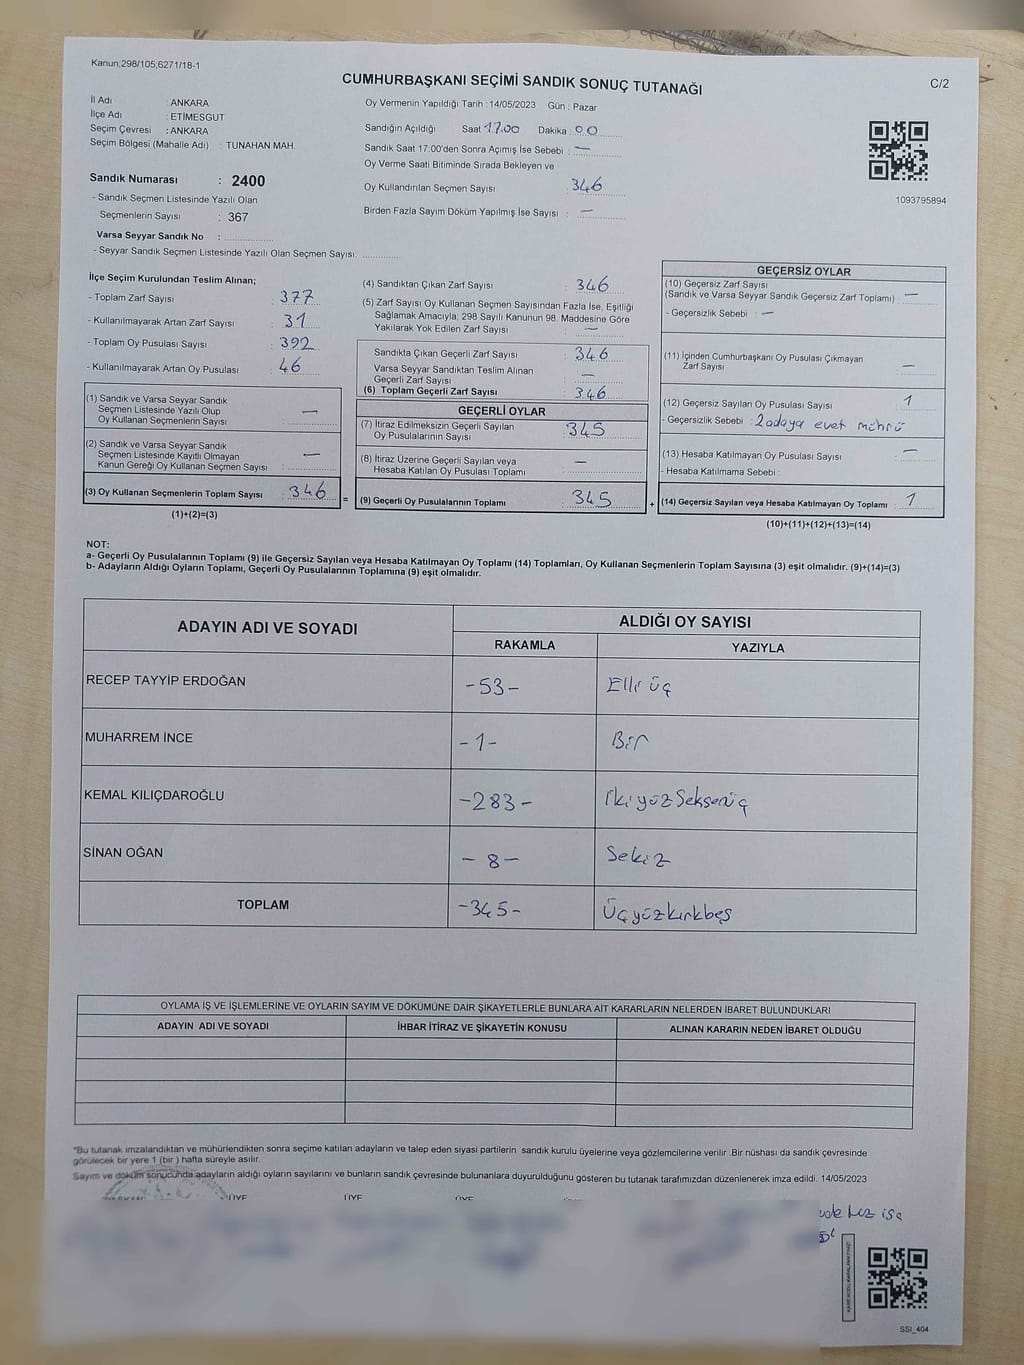 Kanun;298/105;6271/18-1
CUMHURBAŞKANI SEÇİMİ SANDIK SONUÇ TUTANAĞI
C/2
İl Adı : ANKARA
İlçe Adı : ETİMESGUT
Seçim Çevresi : ANKARA
Seçim Bölgesi (Mahalle Adı) : TUNAHAN MAH.
Sandık Numarası : 2400
- Sandık Seçmen Listesinde Yazılı Olan
Seçmenlerin Sayısı : 367
Varsa Seyyar Sandık No :
- Seyyar Sandık Seçmen Listesinde Yazılı Olan Seçmen Sayısı:
Oy Vermenin Yapıldığı Tarih : 14/05/2023 Gün : Pazar
Sandığın Açıldığı Saat 17.00 Dakika : 00
Sandık Saat 17:00'den Sonra Açımış İse Sebebi : —
Oy Verme Saati Bitiminde Sırada Bekleyen ve
Oy Kullandırılan Seçmen Sayısı : 346
Birden Fazla Sayım Döküm Yapılmış İse Sayısı : —
1093795894
İlçe Seçim Kurulundan Teslim Alınan;
- Toplam Zarf Sayısı : 377
- Kullanılmayarak Artan Zarf Sayısı : 31
- Toplam Oy Pusulası Sayısı : 392
- Kullanılmayarak Artan Oy Pusulası : 46
(1) Sandık ve Varsa Seyyar Sandık
Seçmen Listesinde Yazılı Olup
Oy Kullanan Seçmenlerin Sayısı : —
(2) Sandık ve Varsa Seyyar Sandık
Seçmen Listesinde Kayıtlı Olmayan
Kanun Gereği Oy Kullanan Seçmen Sayısı : —
(3) Oy Kullanan Seçmenlerin Toplam Sayısı : 346
(1)+(2)=(3)
=
(4) Sandıktan Çıkan Zarf Sayısı : 346
(5) Zarf Sayısı Oy Kullanan Seçmen Sayısından Fazla İse, Eşitliği
Sağlamak Amacıyla; 298 Sayılı Kanunun 98. Maddesine Göre
Yakılarak Yok Edilen Zarf Sayısı : —
Sandıkta Çıkan Geçerli Zarf Sayısı : 346
Varsa Seyyar Sandıktan Teslim Alınan
Geçerli Zarf Sayısı : —
(6) Toplam Geçerli Zarf Sayısı : 346
GEÇERLİ OYLAR
(7) İtiraz Edilmeksizin Geçerli Sayılan
Oy Pusulalarının Sayısı : 345
(8) İtiraz Üzerine Geçerli Sayılan veya
Hesaba Katılan Oy Pusulası Toplamı : —
(9) Geçerli Oy Pusulalarının Toplamı : 345
+
GEÇERSİZ OYLAR
(10) Geçersiz Zarf Sayısı
(Sandık ve Varsa Seyyar Sandık Geçersiz Zarf Toplamı) : —
- Geçersizlik Sebebi : —
(11) İçinden Cumhurbaşkanı Oy Pusulası Çıkmayan
Zarf Sayısı : —
(12) Geçersiz Sayılan Oy Pusulası Sayısı : 1
- Geçersizlik Sebebi : 2 adaya evet mührü
(13) Hesaba Katılmayan Oy Pusulası Sayısı : —
- Hesaba Katılmama Sebebi :
(14) Geçersiz Sayılan veya Hesaba Katılmayan Oy Toplamı : 1
(10)+(11)+(12)+(13)=(14)
NOT:
a- Geçerli Oy Pusulalarının Toplamı (9) ile Geçersiz Sayılan veya Hesaba Katılmayan Oy Toplamı (14) Toplamları, Oy Kullanan Seçmenlerin Toplam Sayısına (3) eşit olmalıdır. (9)+(14)=(3)
b- Adayların Aldığı Oyların Toplamı, Geçerli Oy Pusulalarının Toplamına (9) eşit olmalıdır.
ADAYIN ADI VE SOYADI
ALDIĞI OY SAYISI
RAKAMLA YAZIYLA
RECEP TAYYİP ERDOĞAN -53- Elli üç
MUHARREM İNCE -1- Bir
KEMAL KILIÇDAROĞLU -283- İkiyüz Seksenüç
SİNAN OĞAN -8- Sekiz
TOPLAM -345- Üçyüzkırkbeş
OYLAMA İŞ VE İŞLEMLERİNE VE OYLARIN SAYIM VE DÖKÜMÜNE DAİR ŞİKAYETLERLE BUNLARA AİT KARARLARIN NELERDEN İBARET BULUNDUKLARI
ADAYIN ADI VE SOYADI İHBAR İTİRAZ VE ŞİKAYETİN KONUSU ALINAN KARARIN NEDEN İBARET OLDUĞU
*Bu tutanak imzalandıktan ve mühürlendikten sonra seçime katılan adayların ve talep eden siyasi partilerin sandık kurulu üyelerine veya gözlemcilerine verilir .Bir nüshası da sandık çevresinde
görülecek bir yere 1 (bir ) hafta süreyle asılır.
Sayım ve döküm sonucunda adayların aldığı oyların sayılarını ve bunların sandık çevresinde bulunanlara duyurulduğunu gösteren bu tutanak tarafımızdan düzenlenerek imza edildi. 14/05/2023
ÜYE ÜYE ÜYE
SSI_404